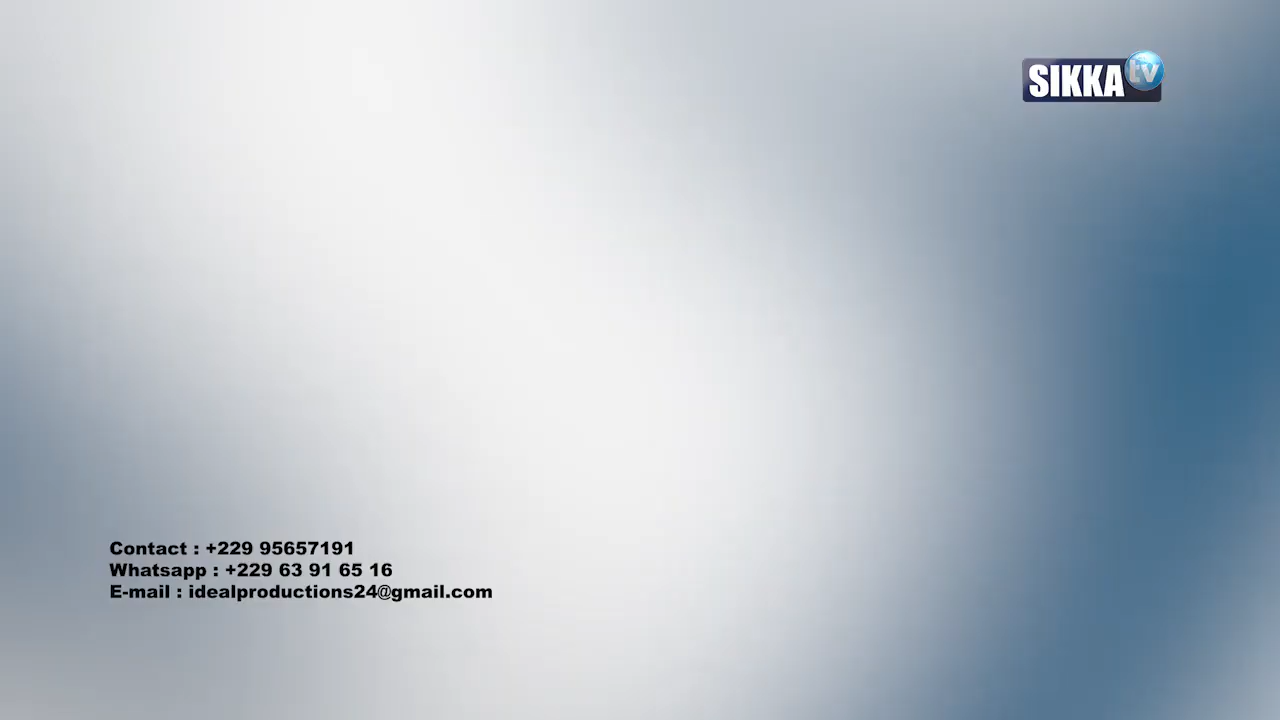 SIKKA tv
Contact : +229 95657191
Whatsapp : +229 63 91 65 16
E-mail : idealproductions24@gmail.com